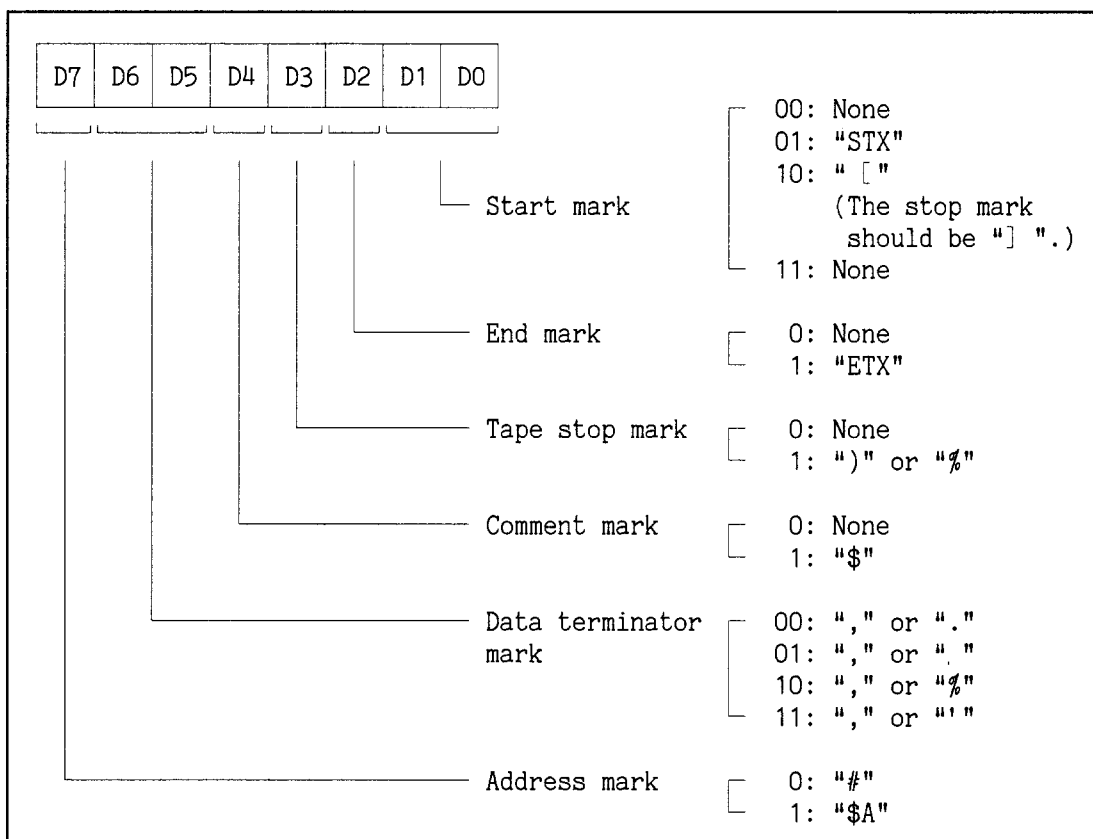 D7 D6 D5 D4 D3 D2 D1 D0
Start mark
00: None
01: "STX"
10: " ["
(The stop mark
should be "] ".)
11: None
End mark
0: None
1: "ETX"
Tape stop mark
0: None
1: ")" or "%"
Comment mark
0: None
1: "$"
Data terminator
mark
00: "," or "."
01: "," or
10: "," or "%"
11: "," or "'"
Address mark
0: "#"
1: "$A"